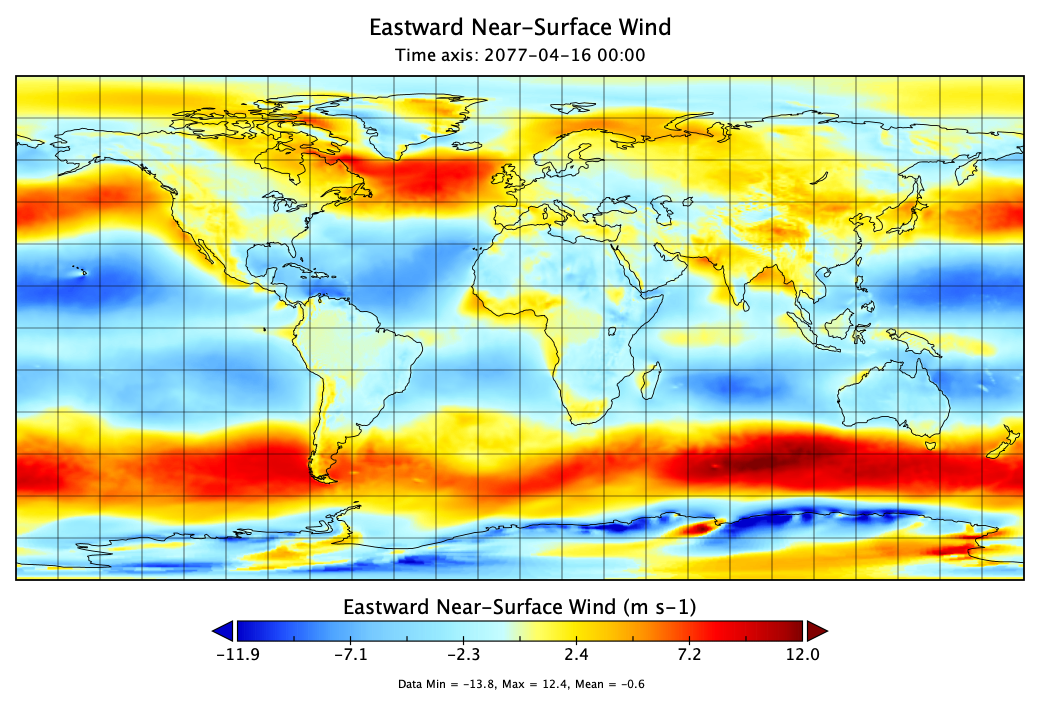 Eastward Near-Surface Wind
Time axis: 2077-04-16 00:00
Eastward Near-Surface Wind (m s-1)
-11.9 -7.1 -2.3 2.4 7.2 12.0
Data Min = -13.8, Max = 12.4, Mean = -0.6